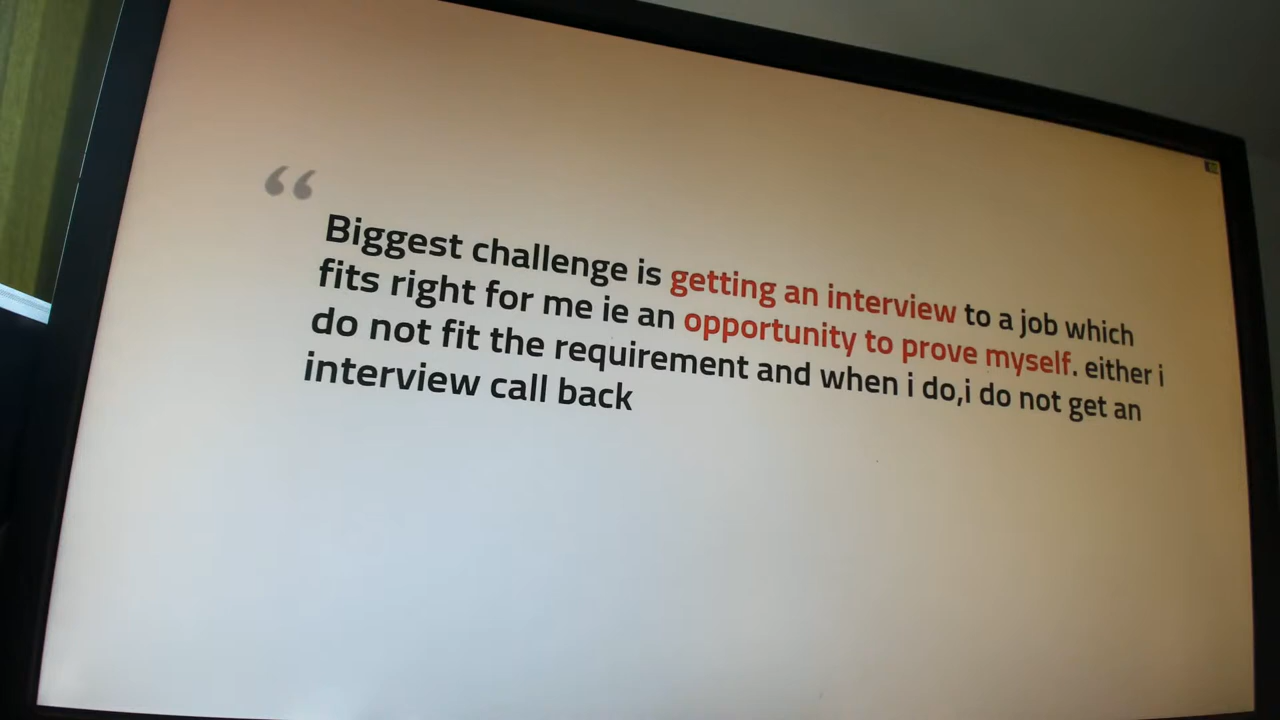 “
Biggest challenge is getting an interview to a job which
fits right for me ie an opportunity to prove myself. either i
do not fit the requirement and when i do,i do not get an
interview call back